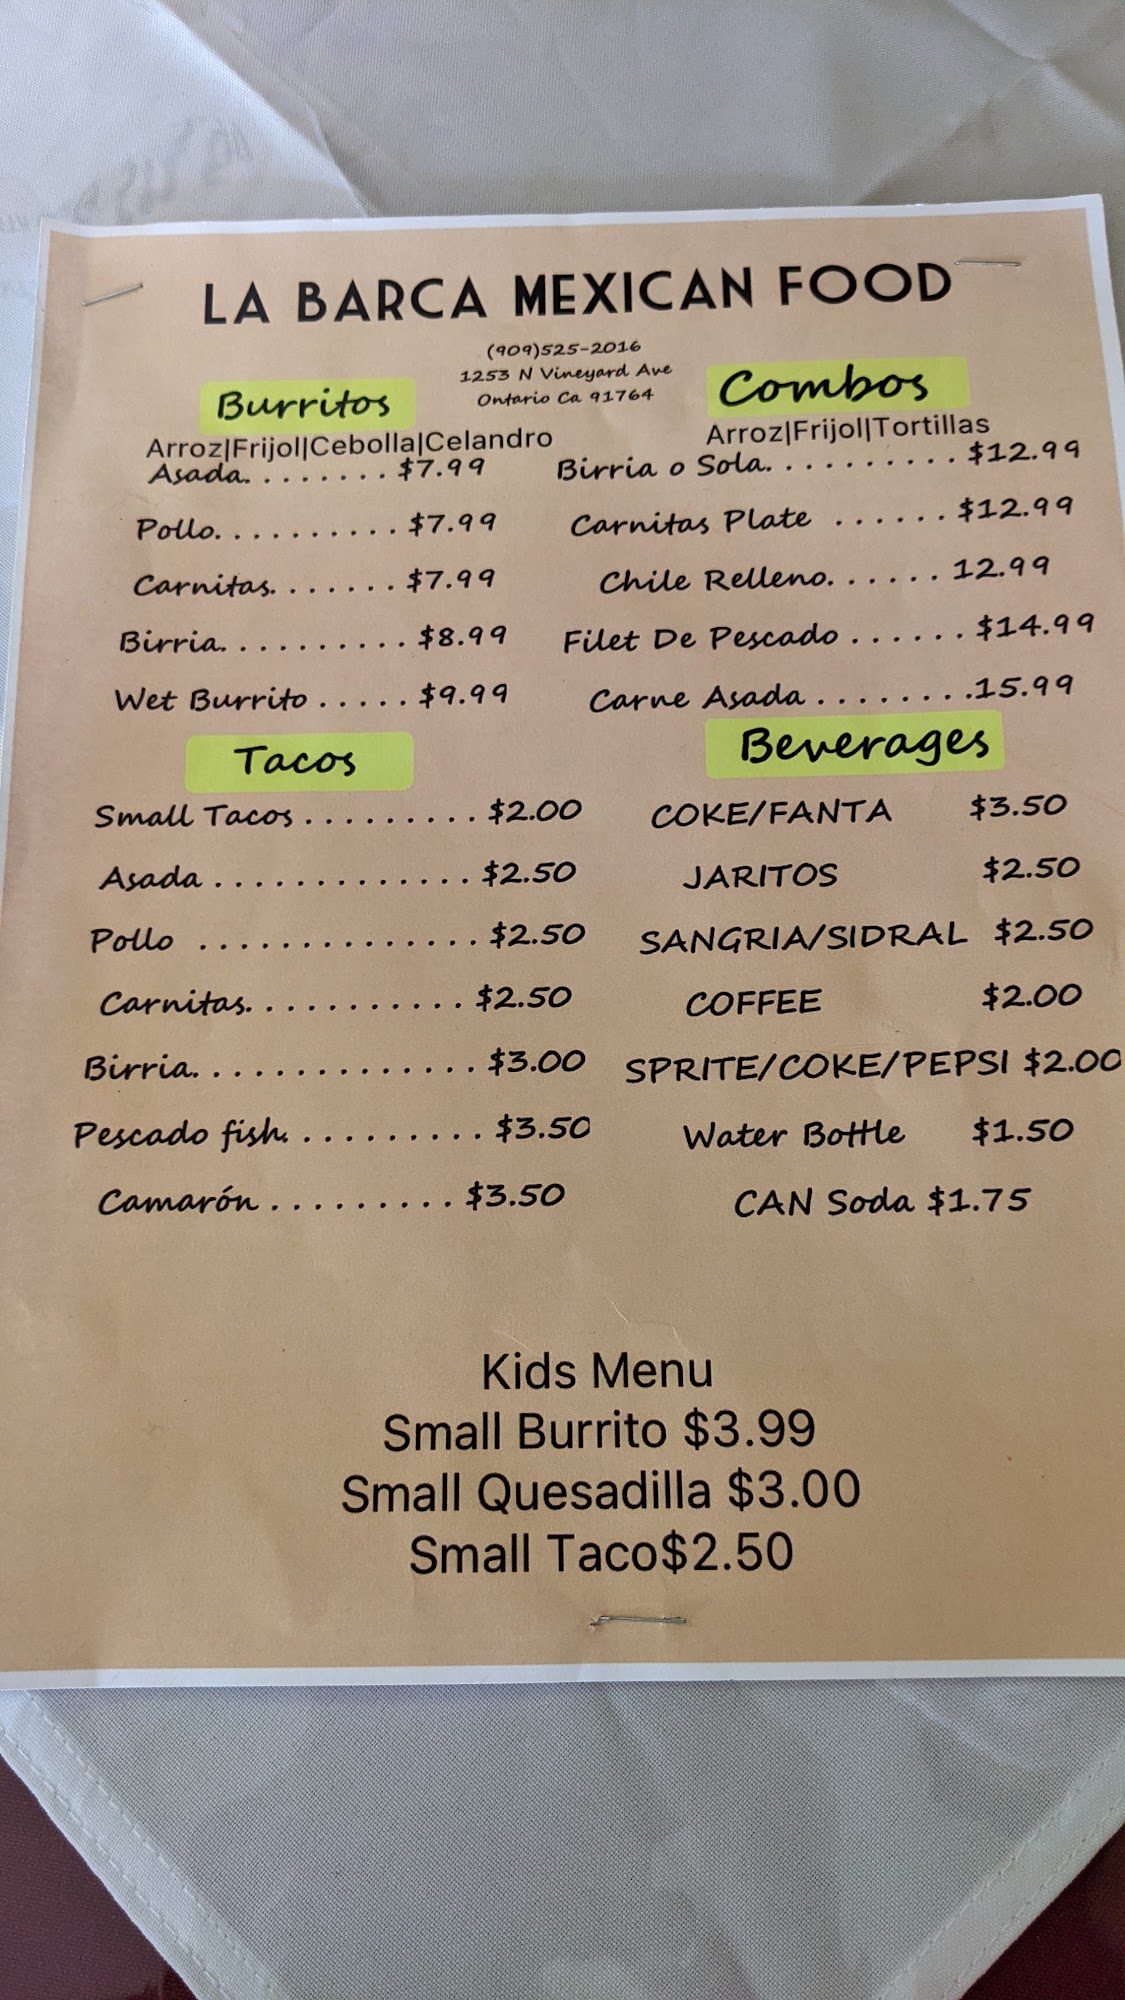 LA BARCA MEXICAN FOOD
(909)525-2016
1253 N Vineyard Ave
Ontario Ca 91764
Burritos
Arroz|Frijol|Cebolla|Celandro
Asada. . . . . . . . $7.99
Pollo. . . . . . . . . . $7.99
Carnitas. . . . . . . $7.99
Birria. . . . . . . . . . $8.99
Wet Burrito . . . . . $9.99
Combos
Arroz|Frijol|Tortillas
Birria o Sola. . . . . . . . . . $12.99
Carnitas Plate . . . . . . $12.99
Chile Relleno. . . . . . 12.99
Filet De Pescado . . . . . . $14.99
Carne Asada . . . . . . . .15.99
Tacos
Small Tacos . . . . . . . . . $2.00
Asada . . . . . . . . . . . . . $2.50
Pollo . . . . . . . . . . . . . . $2.50
Carnitas. . . . . . . . . . . $2.50
Birria. . . . . . . . . . . . . . $3.00
Pescado fish. . . . . . . . . . $3.50
Camarón . . . . . . . . . $3.50
Beverages
COKE/FANTA $3.50
JARITOS $2.50
SANGRIA/SIDRAL $2.50
COFFEE $2.00
SPRITE/COKE/PEPSI $2.00
Water Bottle $1.50
CAN Soda $1.75
Kids Menu
Small Burrito $3.99
Small Quesadilla $3.00
Small Taco$2.50